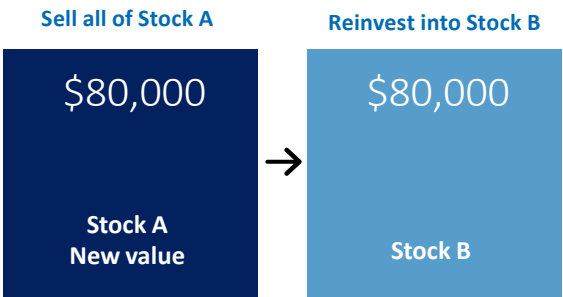 Sell all of Stock A
Reinvest into Stock B
$80,000
$80,000
Stock A
New value
Stock B